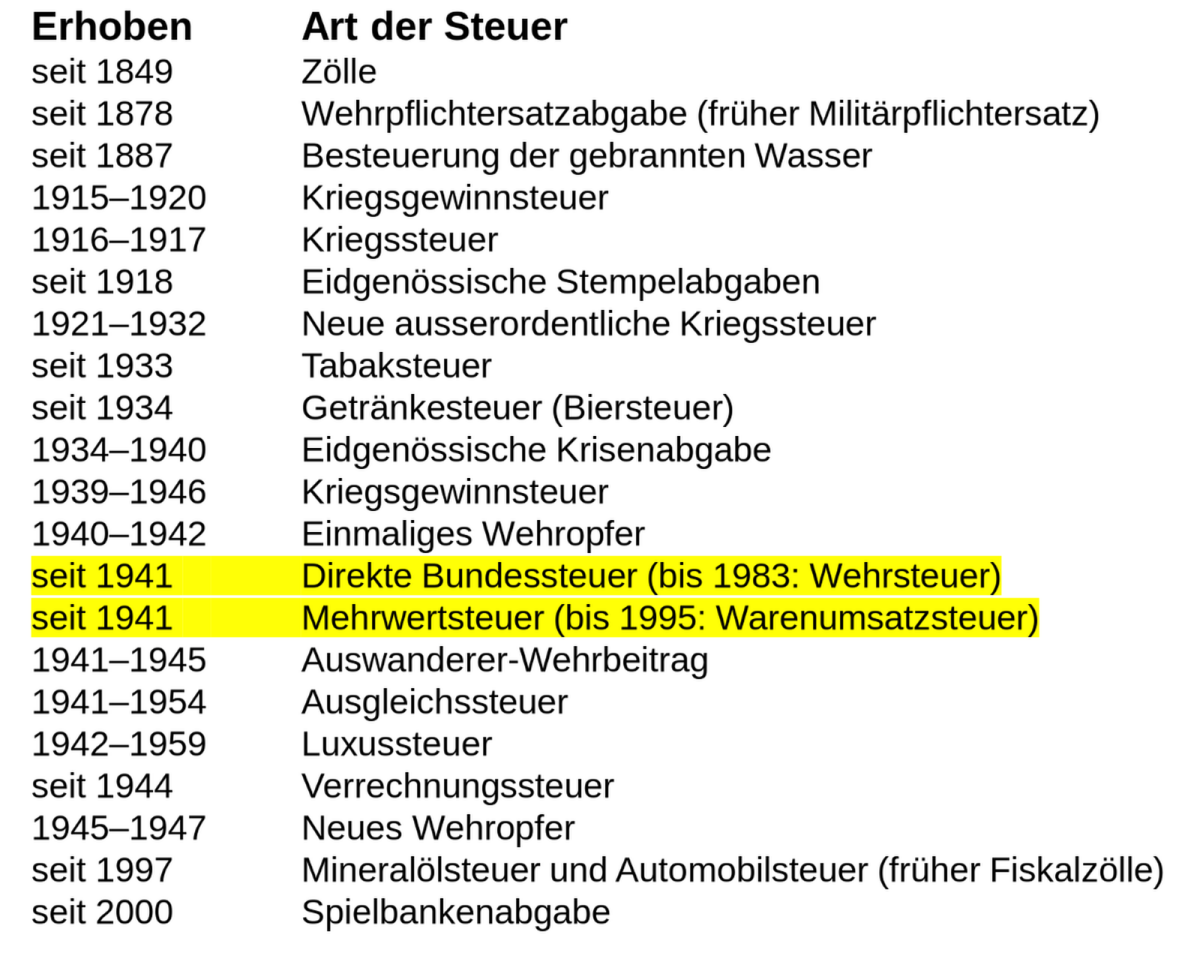 Erhoben Art der Steuer
seit 1849 Zölle
seit 1878 Wehrpflichtersatzabgabe (früher Militärpflichtersatz)
seit 1887 Besteuerung der gebrannten Wasser
1915–1920 Kriegsgewinnsteuer
1916–1917 Kriegssteuer
seit 1918 Eidgenössische Stempelabgaben
1921–1932 Neue ausserordentliche Kriegssteuer
seit 1933 Tabaksteuer
seit 1934 Getränkesteuer (Biersteuer)
1934–1940 Eidgenössische Krisenabgabe
1939–1946 Kriegsgewinnsteuer
1940–1942 Einmaliges Wehropfer
seit 1941 Direkte Bundessteuer (bis 1983: Wehrsteuer)
seit 1941 Mehrwertsteuer (bis 1995: Warenumsatzsteuer)
1941–1945 Auswanderer-Wehrbeitrag
1941–1954 Ausgleichssteuer
1942–1959 Luxussteuer
seit 1944 Verrechnungssteuer
1945–1947 Neues Wehropfer
seit 1997 Mineralölsteuer und Automobilsteuer (früher Fiskalzölle)
seit 2000 Spielbankenabgabe